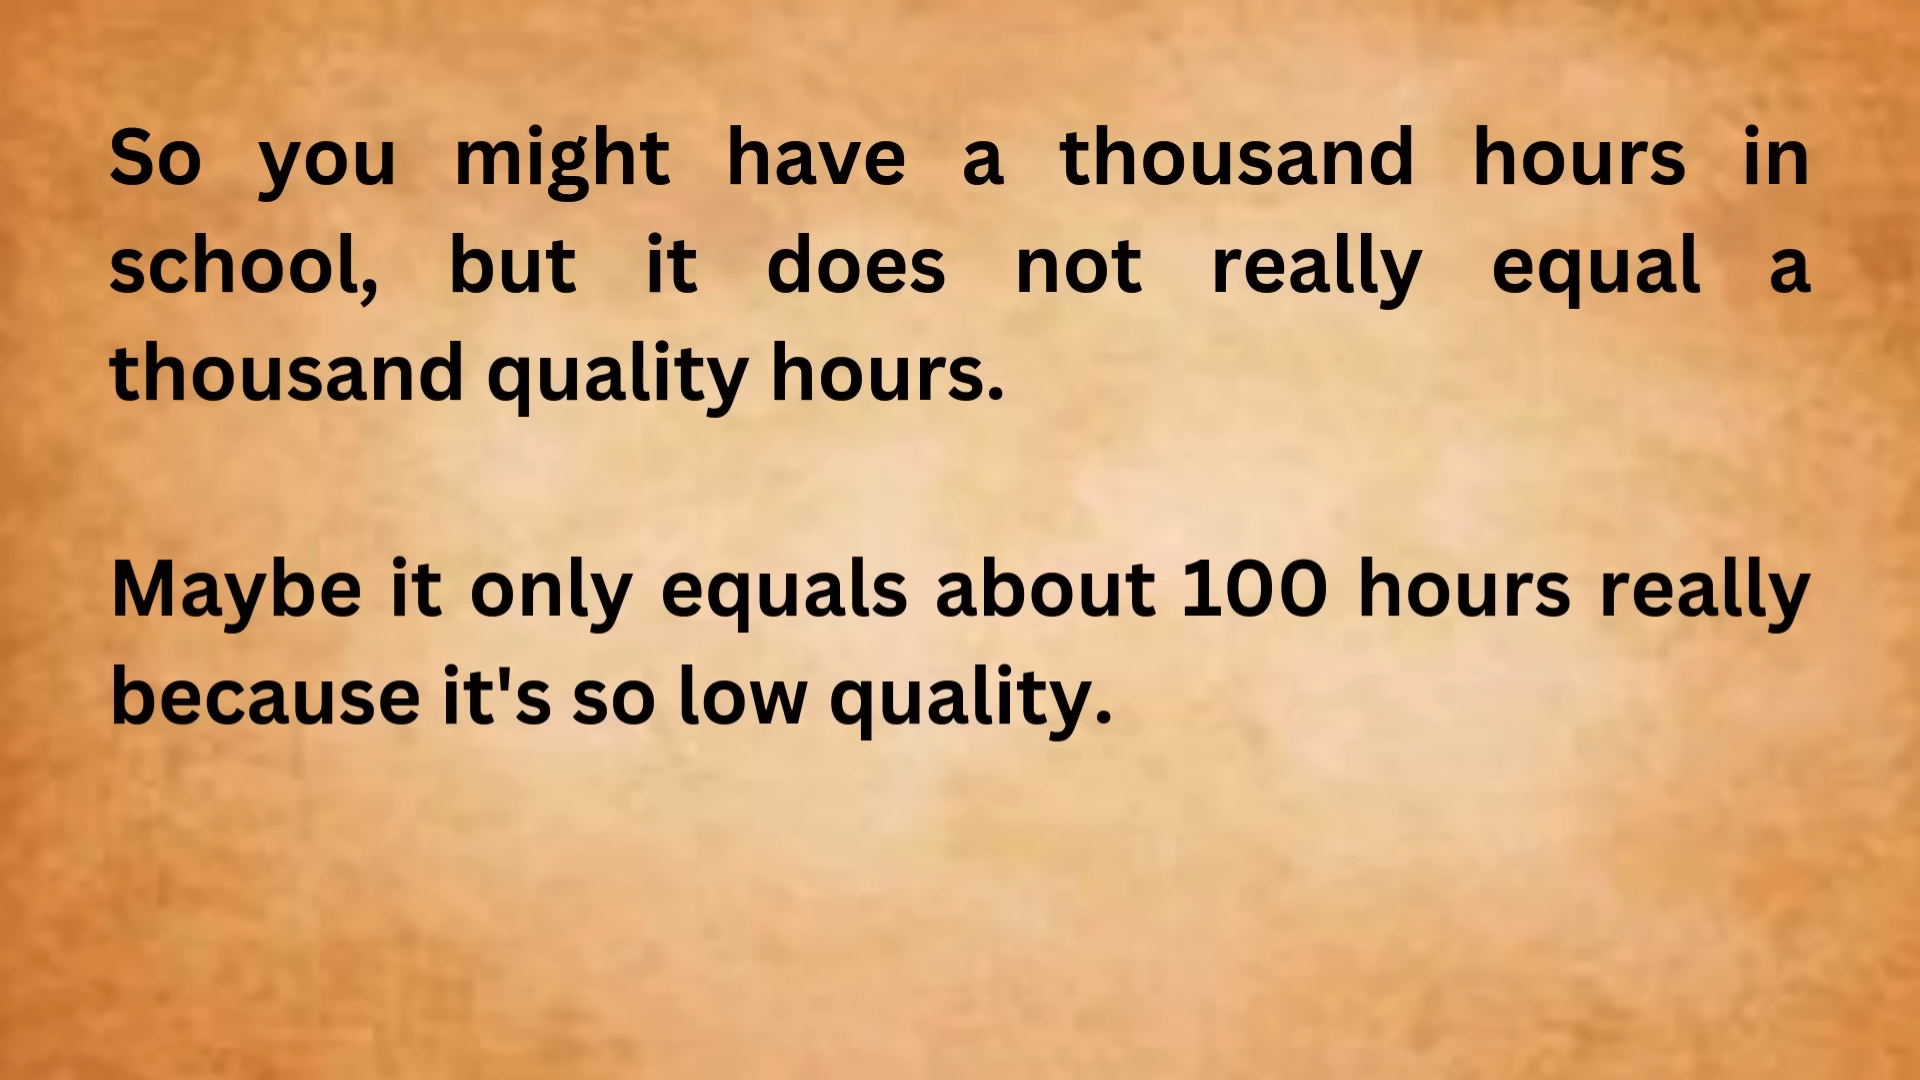 So you might have a thousand hours in
school, but it does not really equal a
thousand quality hours.
Maybe it only equals about 100 hours really
because it's so low quality.